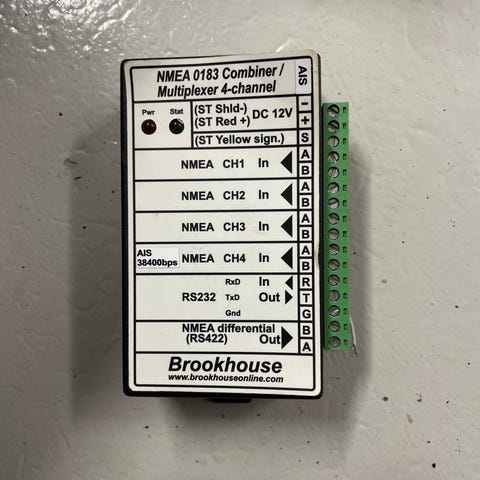 NMEA 0183 Combiner /
Multiplexer 4-channel
AIS
Pwr Stat
(ST Shld-)
(ST Red +) DC 12V
(ST Yellow sign.)
NMEA CH1 In
NMEA CH2 In
NMEA CH3 In
AIS
38400bps
NMEA CH4 In
RxD In
RS232 TxD Out
Gnd
NMEA differential
(RS422) Out
-
+
S
A
B
A
B
A
B
A
B
R
T
G
B
A
Brookhouse
www.brookhouseonline.com